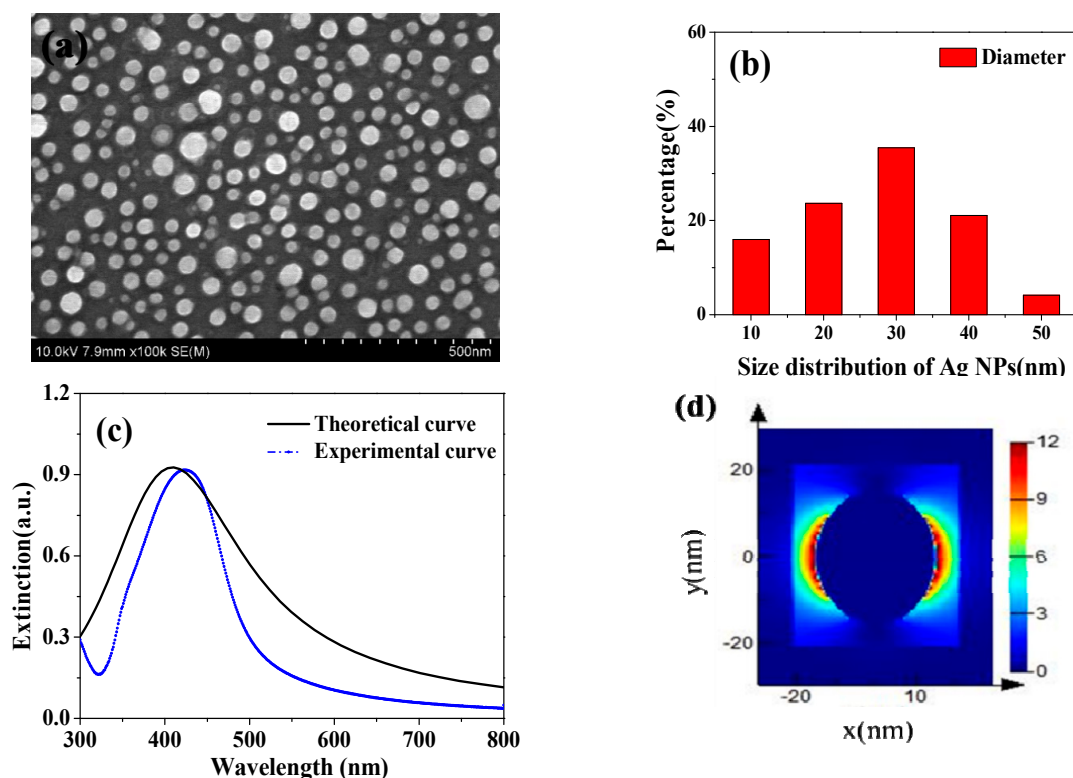 (a)
10.0kV 7.9mm x100k SE(M)
500nm
(b)
Diameter
Percentage(%)
60
40
20
0
10 20 30 40 50
Size distribution of Ag NPs(nm)
(c)
Theoretical curve
Experimental curve
Extinction(a.u.)
1.2
0.9
0.6
0.3
0.0
300 400 500 600 700 800
Wavelength (nm)
(d)
y(nm)
20
0
-20
-20 10
x(nm)
12
9
6
3
0